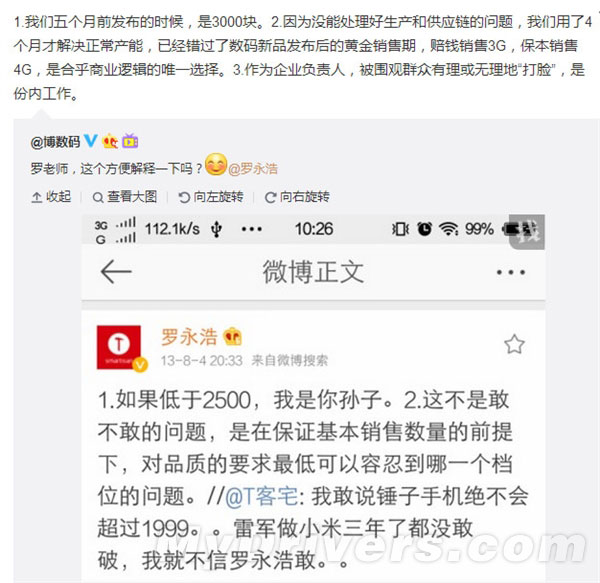 1.我们五个月前发布的时候，是3000块。2.因为没能处理好生产和供应链的问题，我们用了4
个月才解决正常产能，已经错过了数码新品发布后的黄金销售期，赔钱销售3G，保本销售
4G，是合乎商业逻辑的唯一选择。3.作为企业负责人，被围观群众有理或无理地“打脸”，是
份内工作。
@博数码
罗老师，这个方便解释一下吗？@罗永浩
收起 查看大图 向左旋转 向右旋转
3G G 112.1k/s ••• 10:26 99%
找
微博正文 •••
罗永浩
T smartisan
13-8-4 20:33 来自微博搜索
1.如果低于2500，我是你孙子。2.这不是敢
不敢的问题，是在保证基本销售数量的前提
下，对品质的要求最低可以容忍到哪一个档
位的问题。//@T客宅: 我敢说锤子手机绝不会
超过1999。。雷军做小米三年了都没敢
破，我就不信罗永浩敢。。
MyDrivers.com